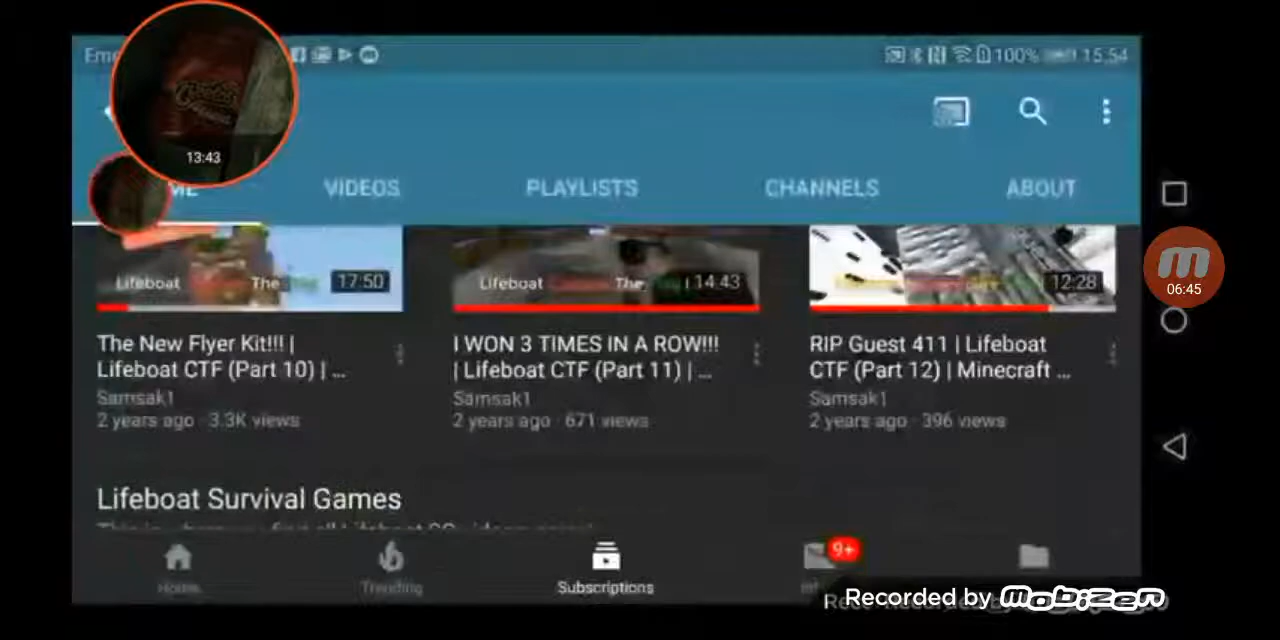 Eme
100%
15.54
13:43
ME
VIDEOS
PLAYLISTS
CHANNELS
ABOUT
06:45
Lifeboat The
17:50
Lifeboat The
14:43
12:28
The New Flyer Kit!!! |
Lifeboat CTF (Part 10) | ...
Samsak1
2 years ago · 3.3K views
I WON 3 TIMES IN A ROW!!!
| Lifeboat CTF (Part 11) | ...
Samsak1
2 years ago · 671 views
RIP Guest 411 | Lifeboat
CTF (Part 12) | Minecraft ...
Samsak1
2 years ago · 396 views
Lifeboat Survival Games
Home
Trending
Subscriptions
9+
Recorded by Mobizen